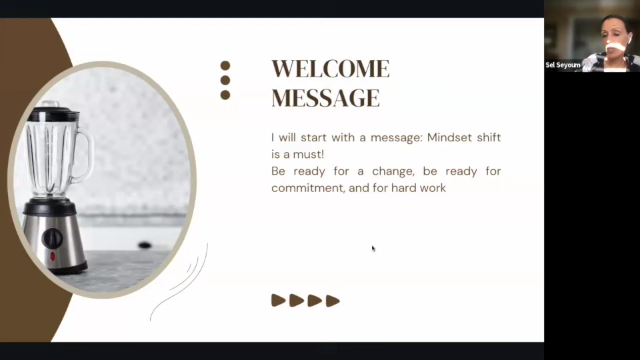 WELCOME
MESSAGE
I will start with a message: Mindset shift
is a must!
Be ready for a change, be ready for
commitment, and for hard work
Sel Seyoum